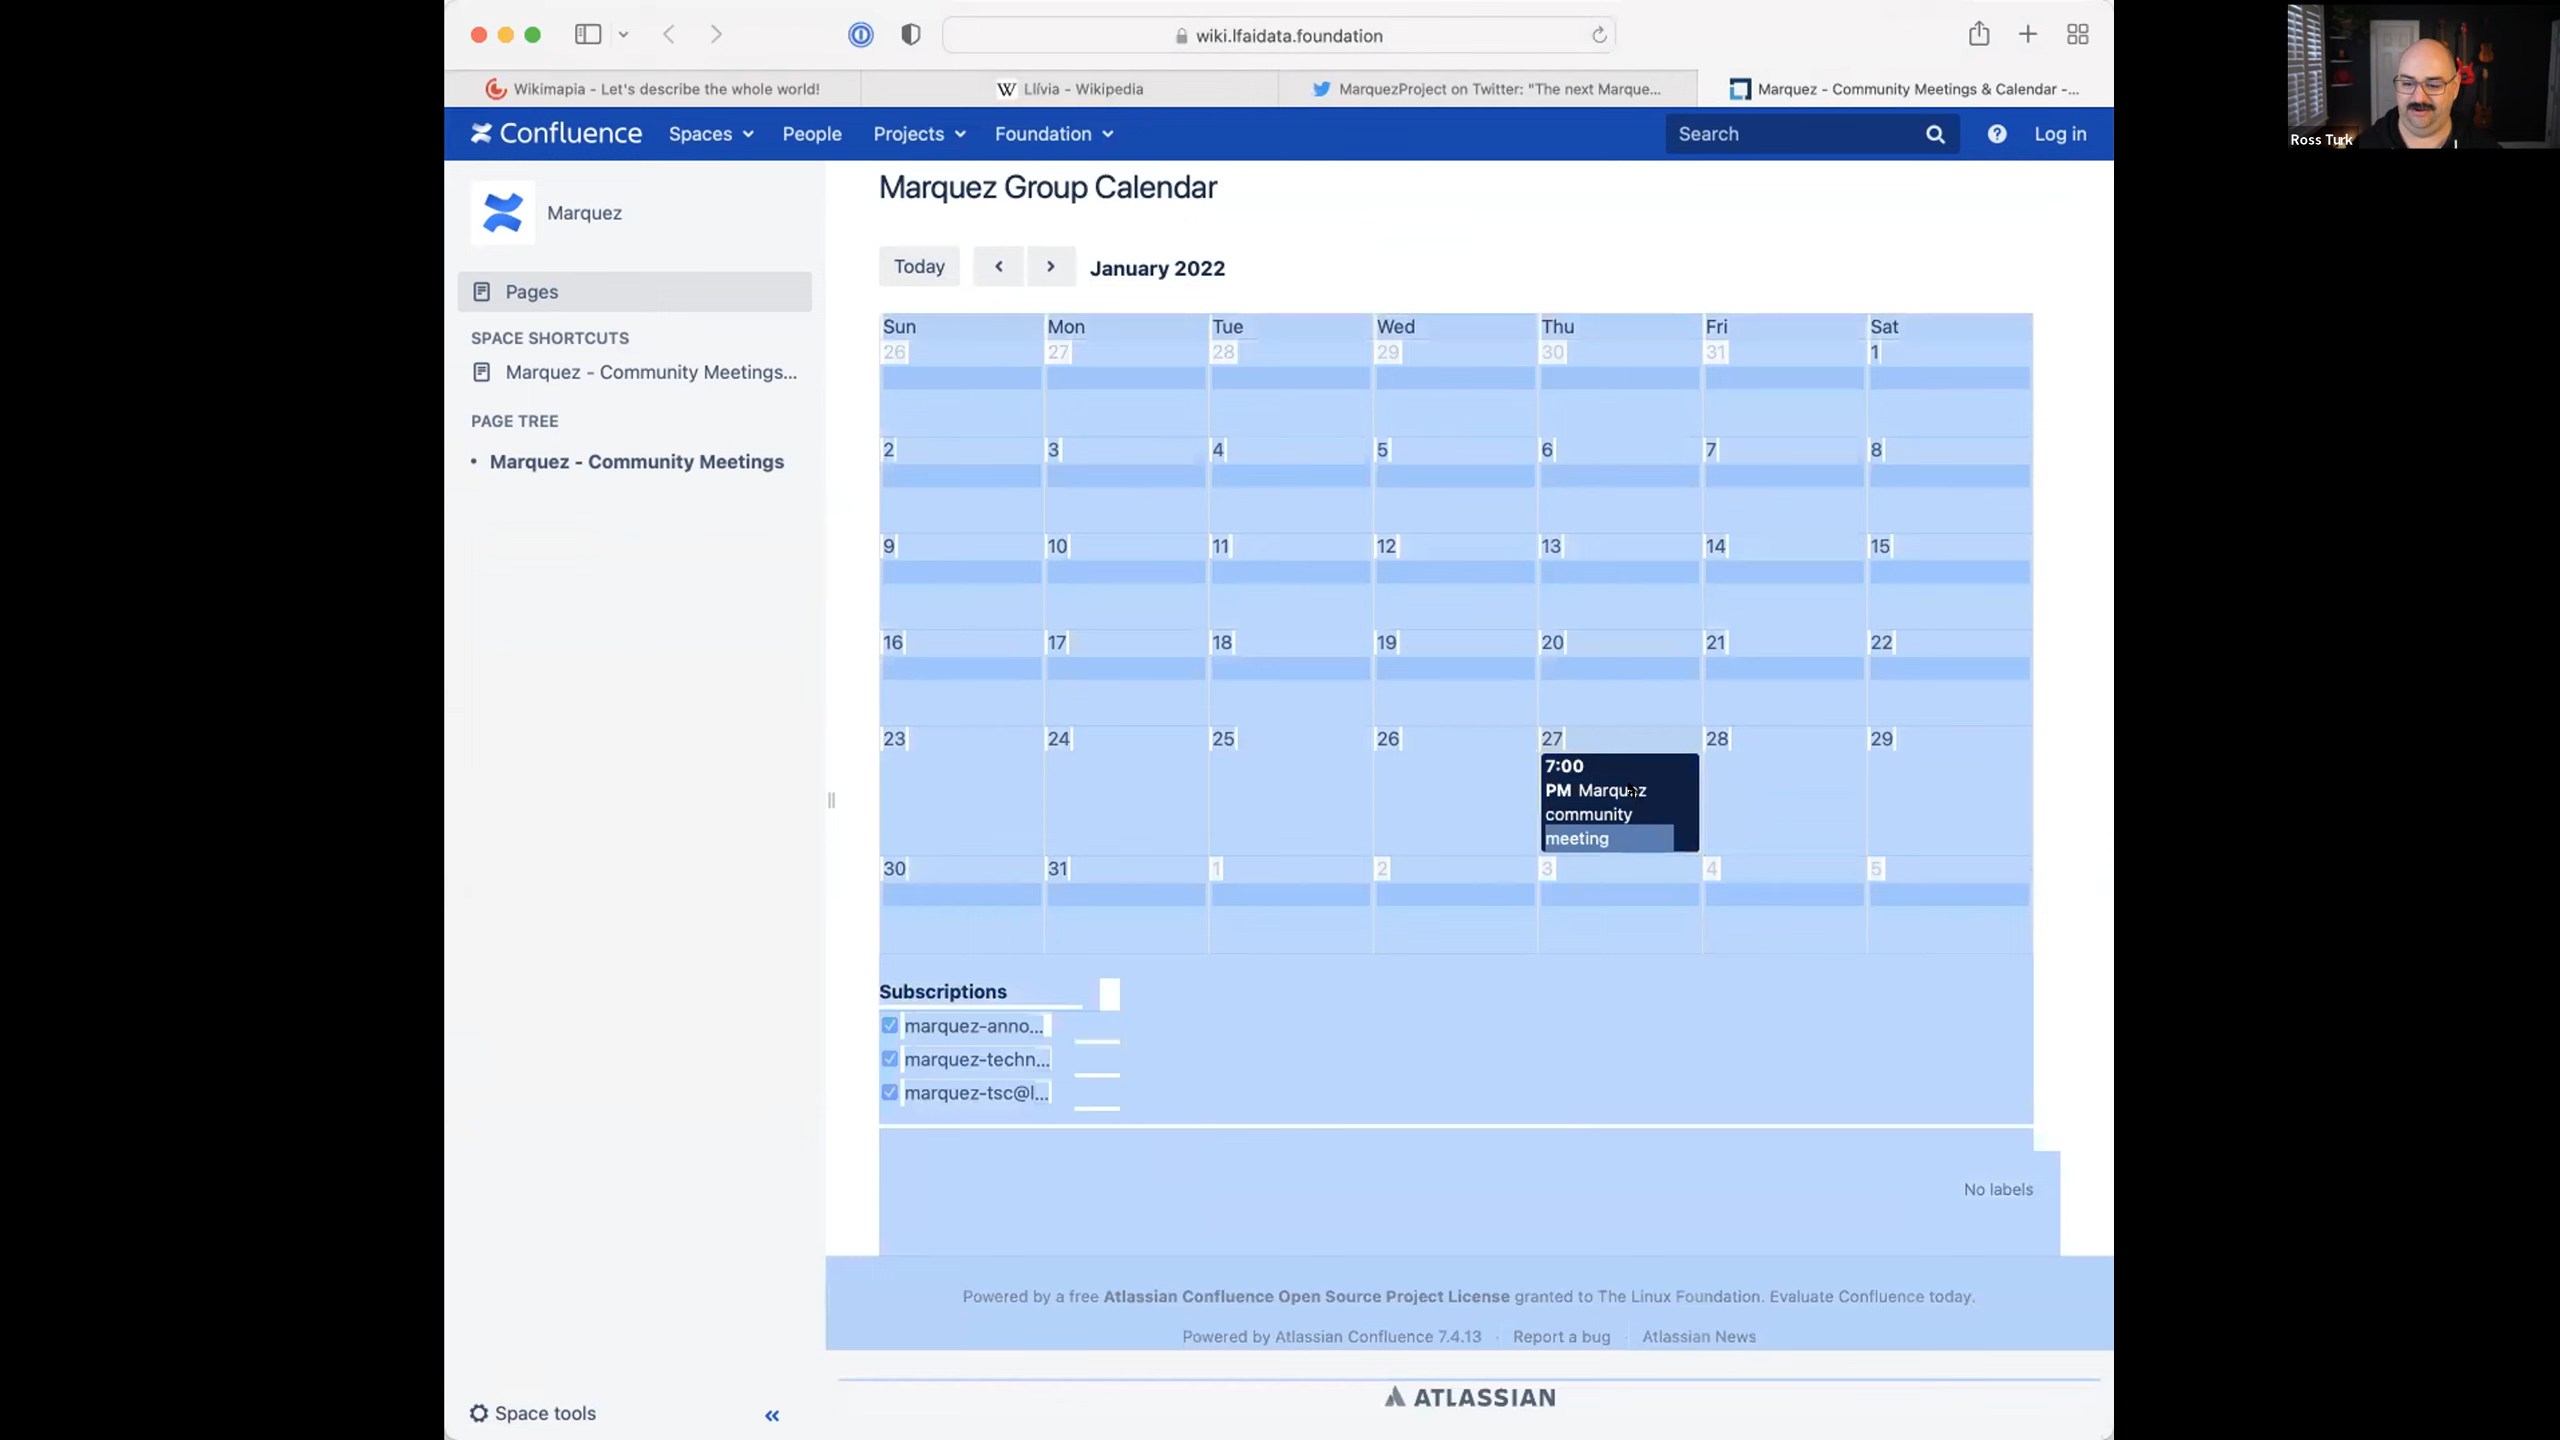 wiki.lfaidata.foundation
Wikimapia - Let's describe the whole world!
W Llívia - Wikipedia
MarquezProject on Twitter: "The next Marque...
Marquez - Community Meetings & Calendar -...
Ross Turk
Confluence Spaces People Projects Foundation Search Log in
Marquez
Pages
SPACE SHORTCUTS
Marquez - Community Meetings...
PAGE TREE
• Marquez - Community Meetings
Marquez Group Calendar
Today January 2022
Sun Mon Tue Wed Thu Fri Sat
26 27 28 29 30 31 1
2 3 4 5 6 7 8
9 10 11 12 13 14 15
16 17 18 19 20 21 22
23 24 25 26 27 28 29
7:00
PM Marquez
community
meeting
30 31 1 2 3 4 5
Subscriptions
marquez-anno...
marquez-techn...
marquez-tsc@l...
No labels
Powered by a free Atlassian Confluence Open Source Project License granted to The Linux Foundation. Evaluate Confluence today.
Powered by Atlassian Confluence 7.4.13 · Report a bug · Atlassian News
ATLASSIAN
Space tools